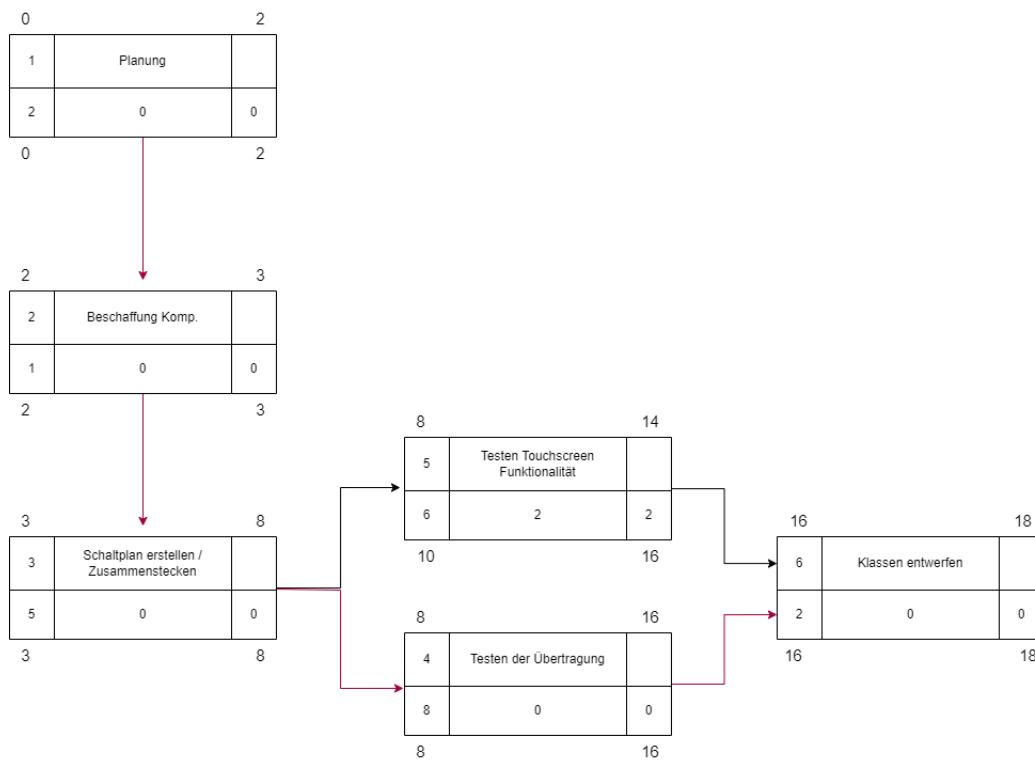 0 2
1 Planung
2 0 0
0 2
2 3
2 Beschaffung Komp.
1 0 0
2 3
3 8
3 Schaltplan erstellen /
Zusammenstecken
5 0 0
3 8
8 14
5 Testen Touchscreen
Funktionalität
6 2 2
10 16
8 16
4 Testen der Übertragung
8 0 0
8 16
16 18
6 Klassen entwerfen
2 0 0
16 18